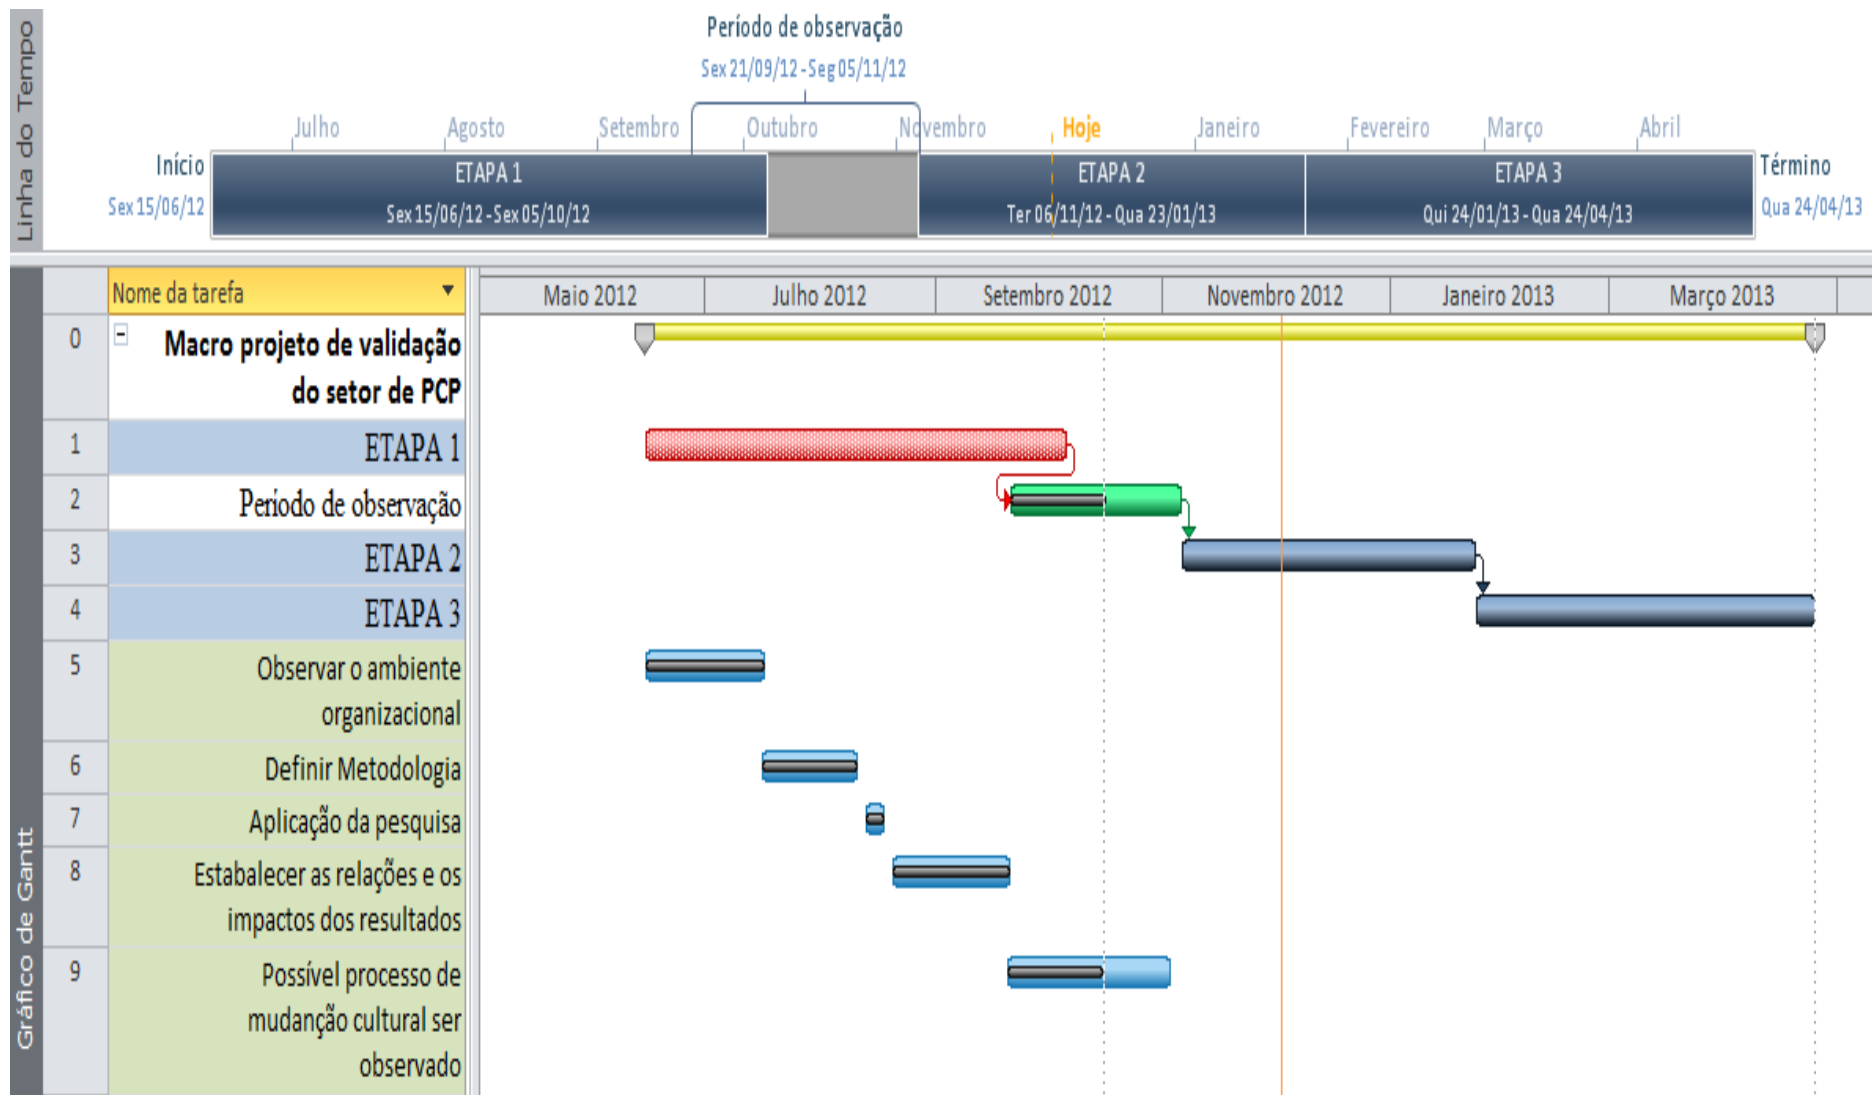 Linha do Tempo
Período de observação
Sex 21/09/12 - Seg 05/11/12
Julho
Agosto
Setembro
Outubro
Novembro
Hoje
Janeiro
Fevereiro
Março
Abril
Início
Sex 15/06/12
ETAPA 1
Sex 15/06/12 - Sex 05/10/12
ETAPA 2
Ter 06/11/12 - Qua 23/01/13
ETAPA 3
Qui 24/01/13 - Qua 24/04/13
Término
Qua 24/04/13
Gráfico de Gantt
Nome da tarefa
Maio 2012
Julho 2012
Setembro 2012
Novembro 2012
Janeiro 2013
Março 2013
0
Macro projeto de validação
do setor de PCP
1
ETAPA 1
2
Período de observação
3
ETAPA 2
4
ETAPA 3
5
Observar o ambiente
organizacional
6
Definir Metodologia
7
Aplicação da pesquisa
8
Estabalecer as relações e os
impactos dos resultados
9
Possível processo de
mudanção cultural ser
observado